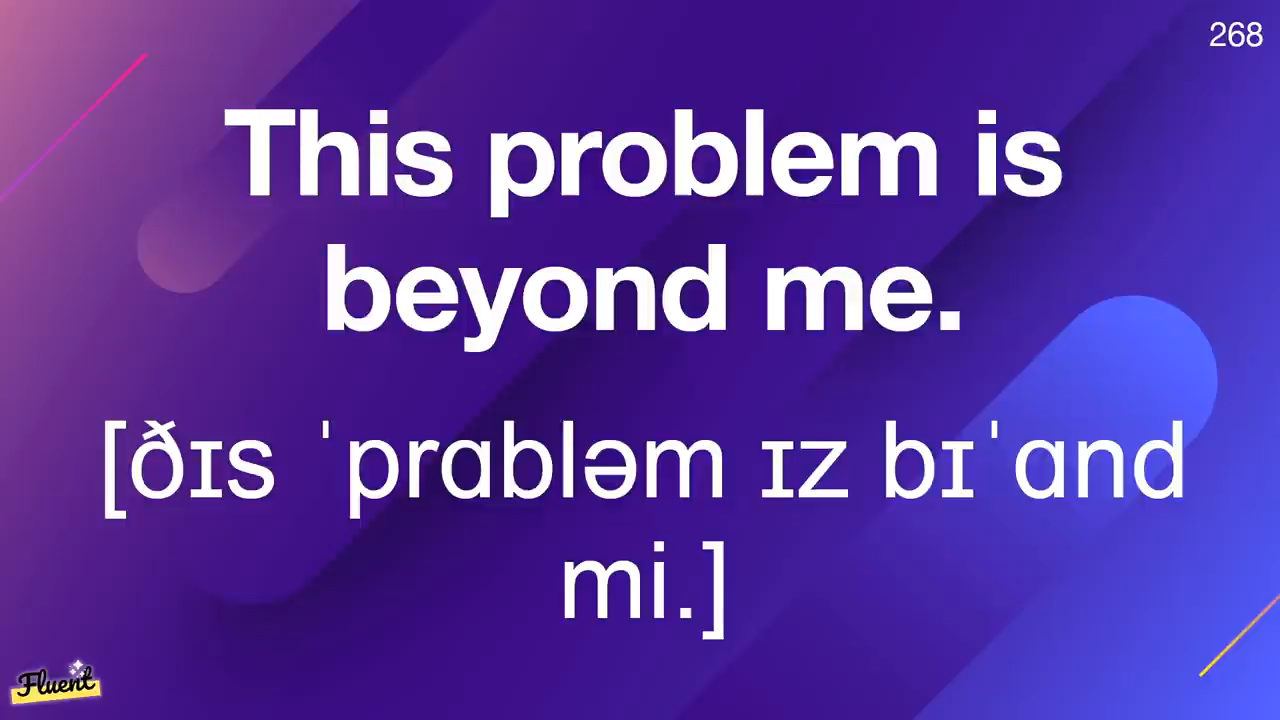 268
This problem is
beyond me.
[ðɪs ˈprɑbləm ɪz bɪˈɑnd
mi.]
Fluent